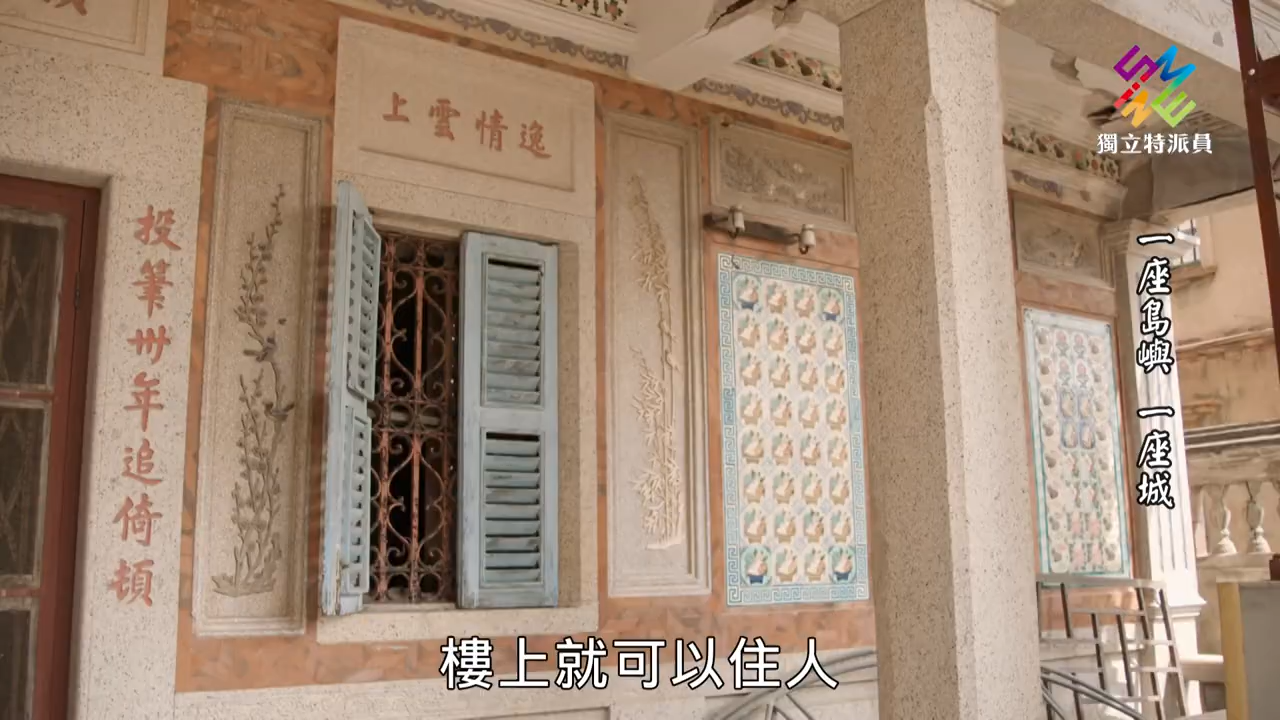 上雲情逸
投筆卅年追倚頓
獨立特派員
一座島嶼 一座城
樓上就可以住人